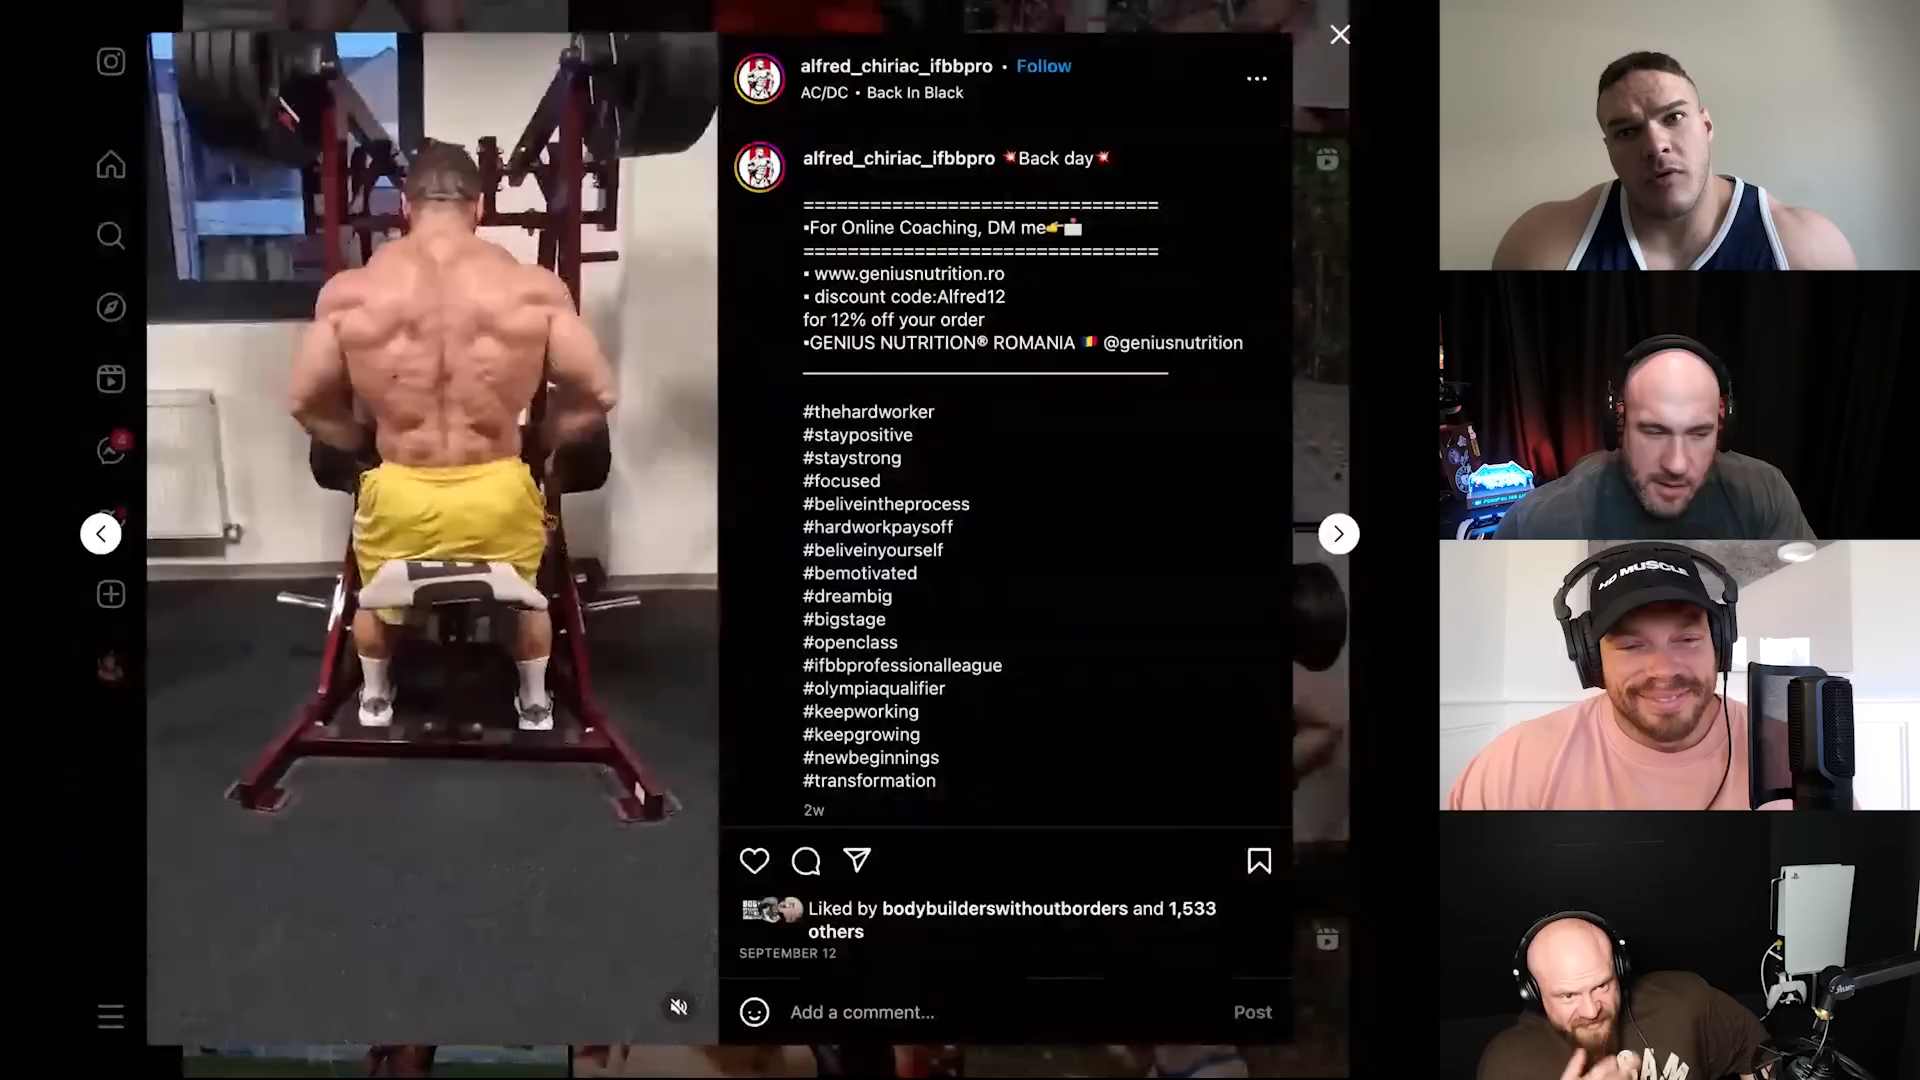 alfred_chiriac_ifbbpro • Follow
AC/DC • Back In Black
alfred_chiriac_ifbbpro 💥Back day💥
================================
▪️For Online Coaching, DM me👉📩
================================
▪️ www.geniusnutrition.ro
▪️ discount code:Alfred12
for 12% off your order
▪️GENIUS NUTRITION® ROMANIA 🇷🇴 @geniusnutrition
#thehardworker
#staypositive
#staystrong
#focused
#beliveintheprocess
#hardworkpaysoff
#beliveinyourself
#bemotivated
#dreambig
#bigstage
#openclass
#ifbbprofessionalleague
#olympiaqualifier
#keepworking
#keepgrowing
#newbeginnings
#transformation
2w
Liked by bodybuilderswithoutborders and 1,533
others
SEPTEMBER 12
Add a comment...
Post
HD MUSCLE